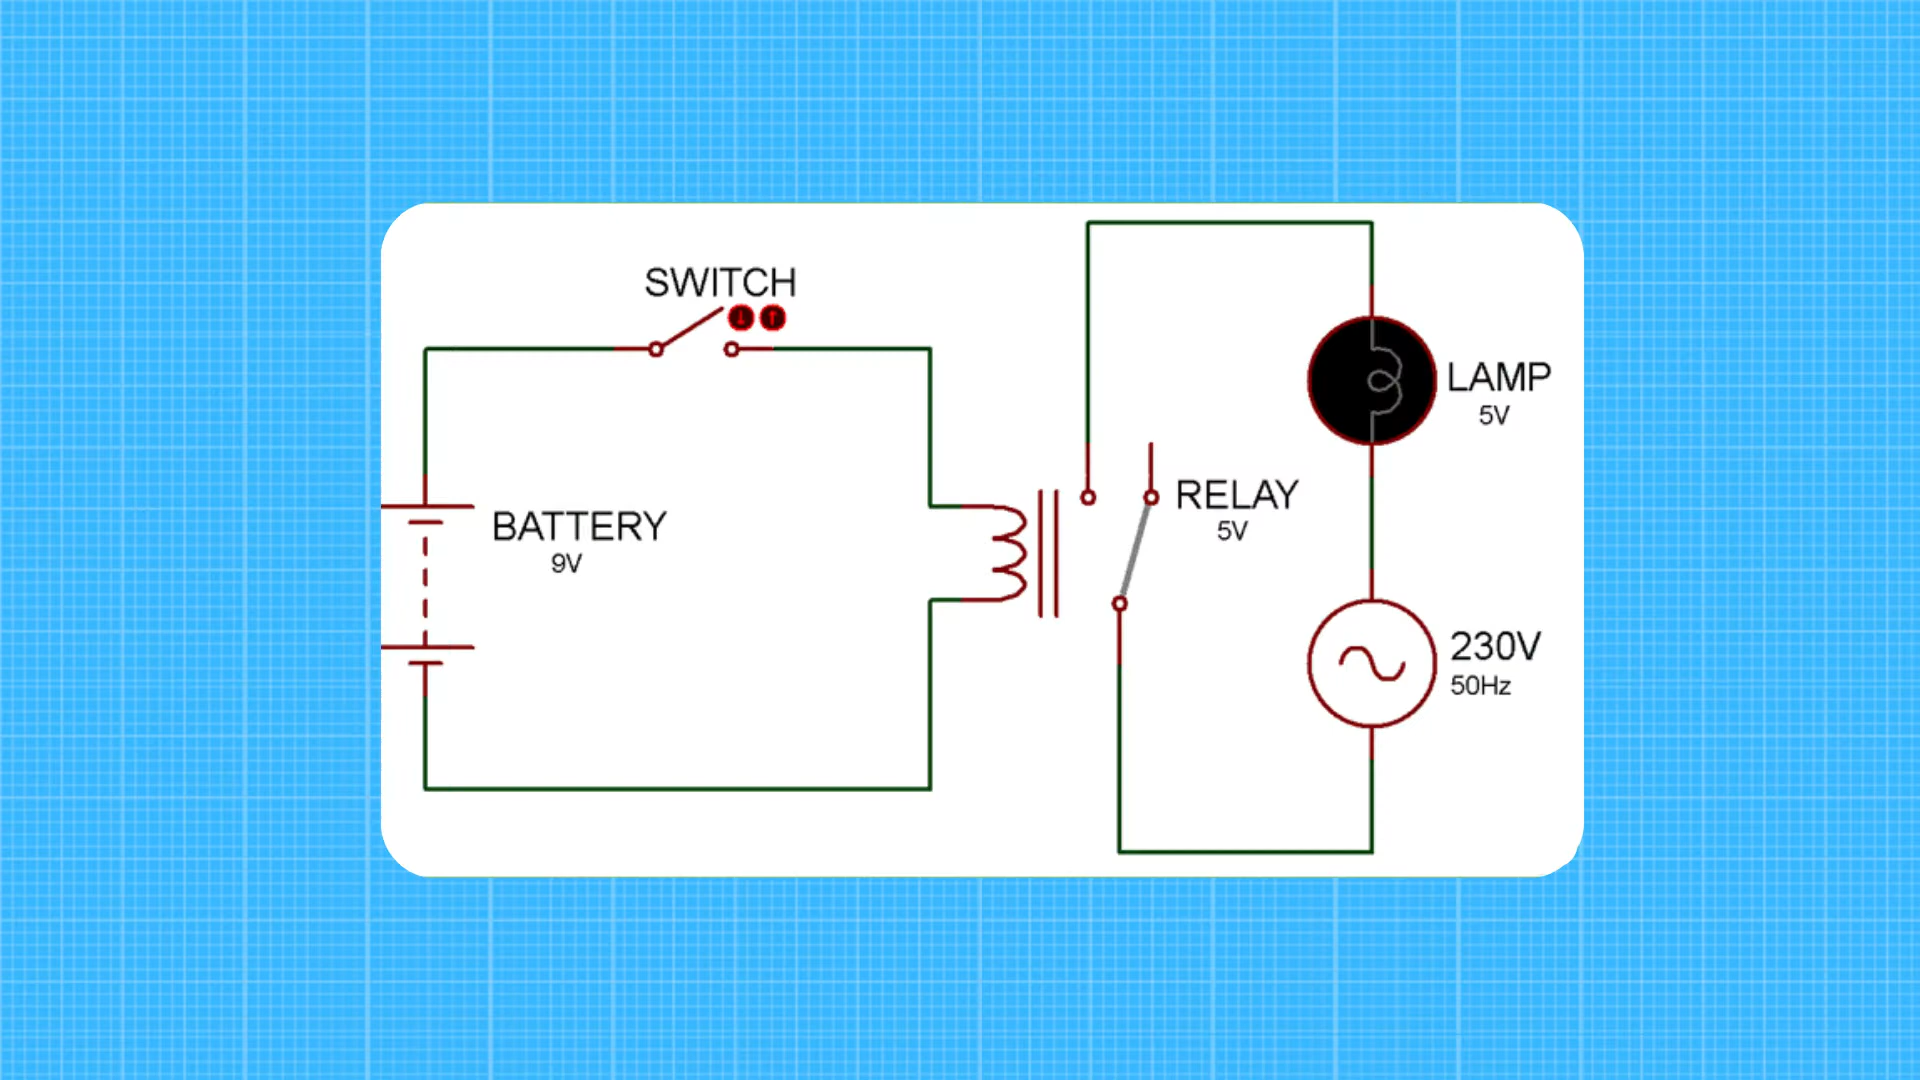 SWITCH
BATTERY
9V
RELAY
5V
LAMP
5V
230V
50Hz